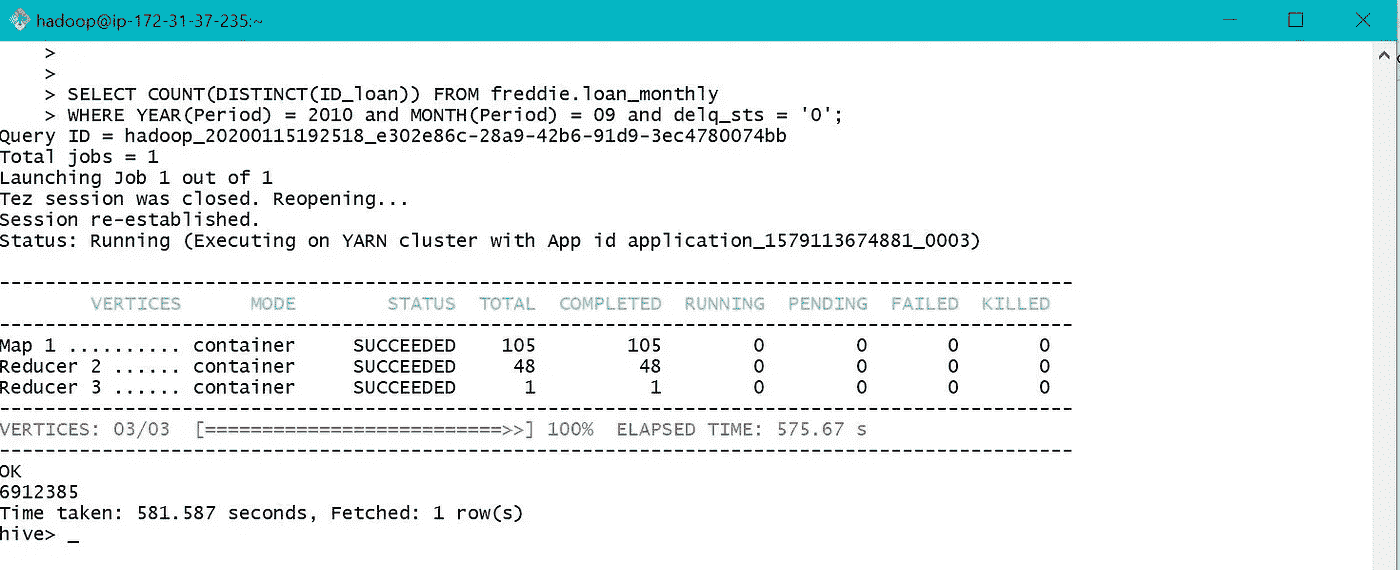 hadoop@ip-172-31-37-235:~
>
>
> SELECT COUNT(DISTINCT(ID_loan)) FROM freddie.loan_monthly
> WHERE YEAR(Period) = 2010 and MONTH(Period) = 09 and delq_sts = '0';
Query ID = hadoop_20200115192518_e302e86c-28a9-42b6-91d9-3ec4780074bb
Total jobs = 1
Launching Job 1 out of 1
Tez session was closed. Reopening...
Session re-established.
Status: Running (Executing on YARN cluster with App id application_1579113674881_0003)
----------------------------------------------------------------------------------------------
VERTICES MODE STATUS TOTAL COMPLETED RUNNING PENDING FAILED KILLED
----------------------------------------------------------------------------------------------
Map 1 .......... container SUCCEEDED 105 105 0 0 0 0
Reducer 2 ...... container SUCCEEDED 48 48 0 0 0 0
Reducer 3 ...... container SUCCEEDED 1 1 0 0 0 0
----------------------------------------------------------------------------------------------
VERTICES: 03/03 [==========================>>] 100% ELAPSED TIME: 575.67 s
----------------------------------------------------------------------------------------------
OK
6912385
Time taken: 581.587 seconds, Fetched: 1 row(s)
hive> _